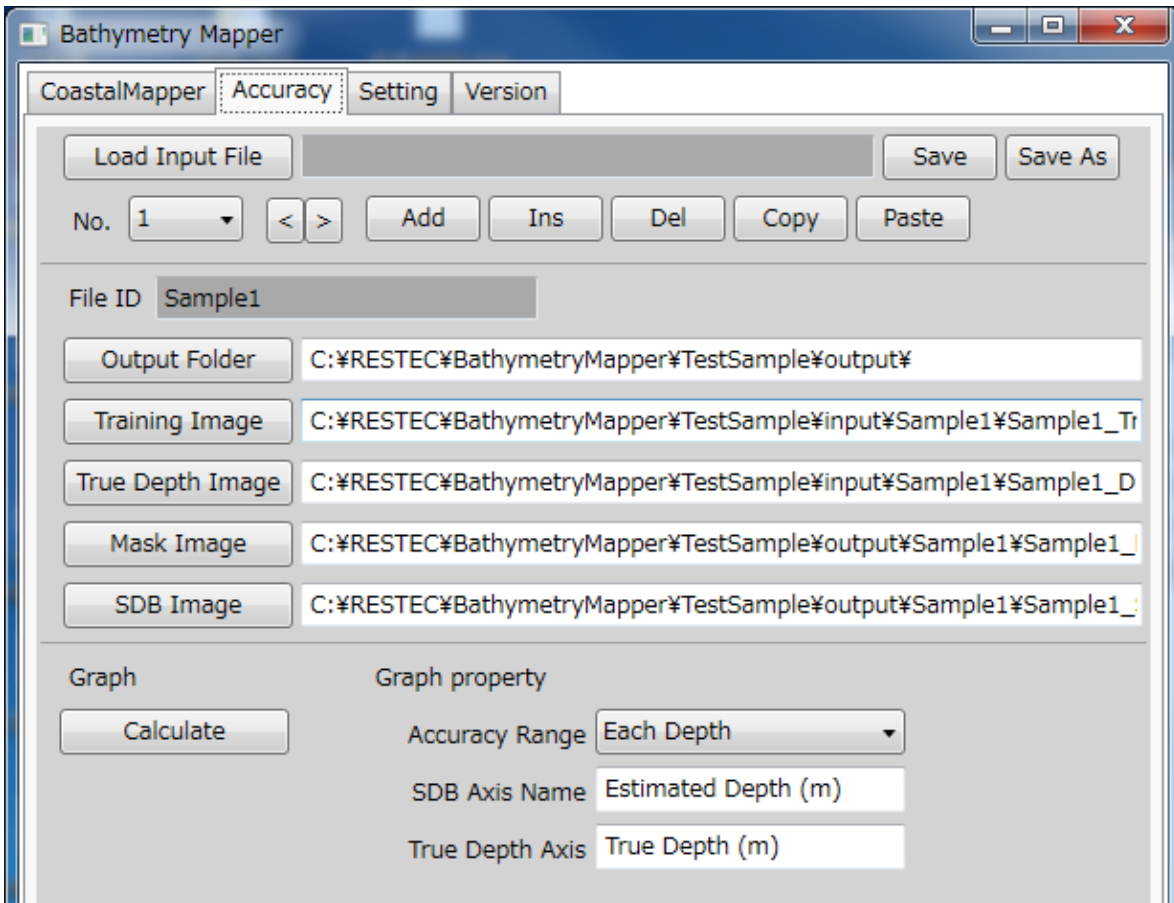 Bathymetry Mapper
CoastalMapper Accuracy Setting Version
Load Input File Save Save As
No. 1 < > Add Ins Del Copy Paste
File ID Sample1
Output Folder C:¥RESTEC¥BathymetryMapper¥TestSample¥output¥
Training Image C:¥RESTEC¥BathymetryMapper¥TestSample¥input¥Sample1¥Sample1_Tr
True Depth Image C:¥RESTEC¥BathymetryMapper¥TestSample¥input¥Sample1¥Sample1_D
Mask Image C:¥RESTEC¥BathymetryMapper¥TestSample¥output¥Sample1¥Sample1_
SDB Image C:¥RESTEC¥BathymetryMapper¥TestSample¥output¥Sample1¥Sample1_
Graph Graph property
Calculate Accuracy Range Each Depth
SDB Axis Name Estimated Depth (m)
True Depth Axis True Depth (m)